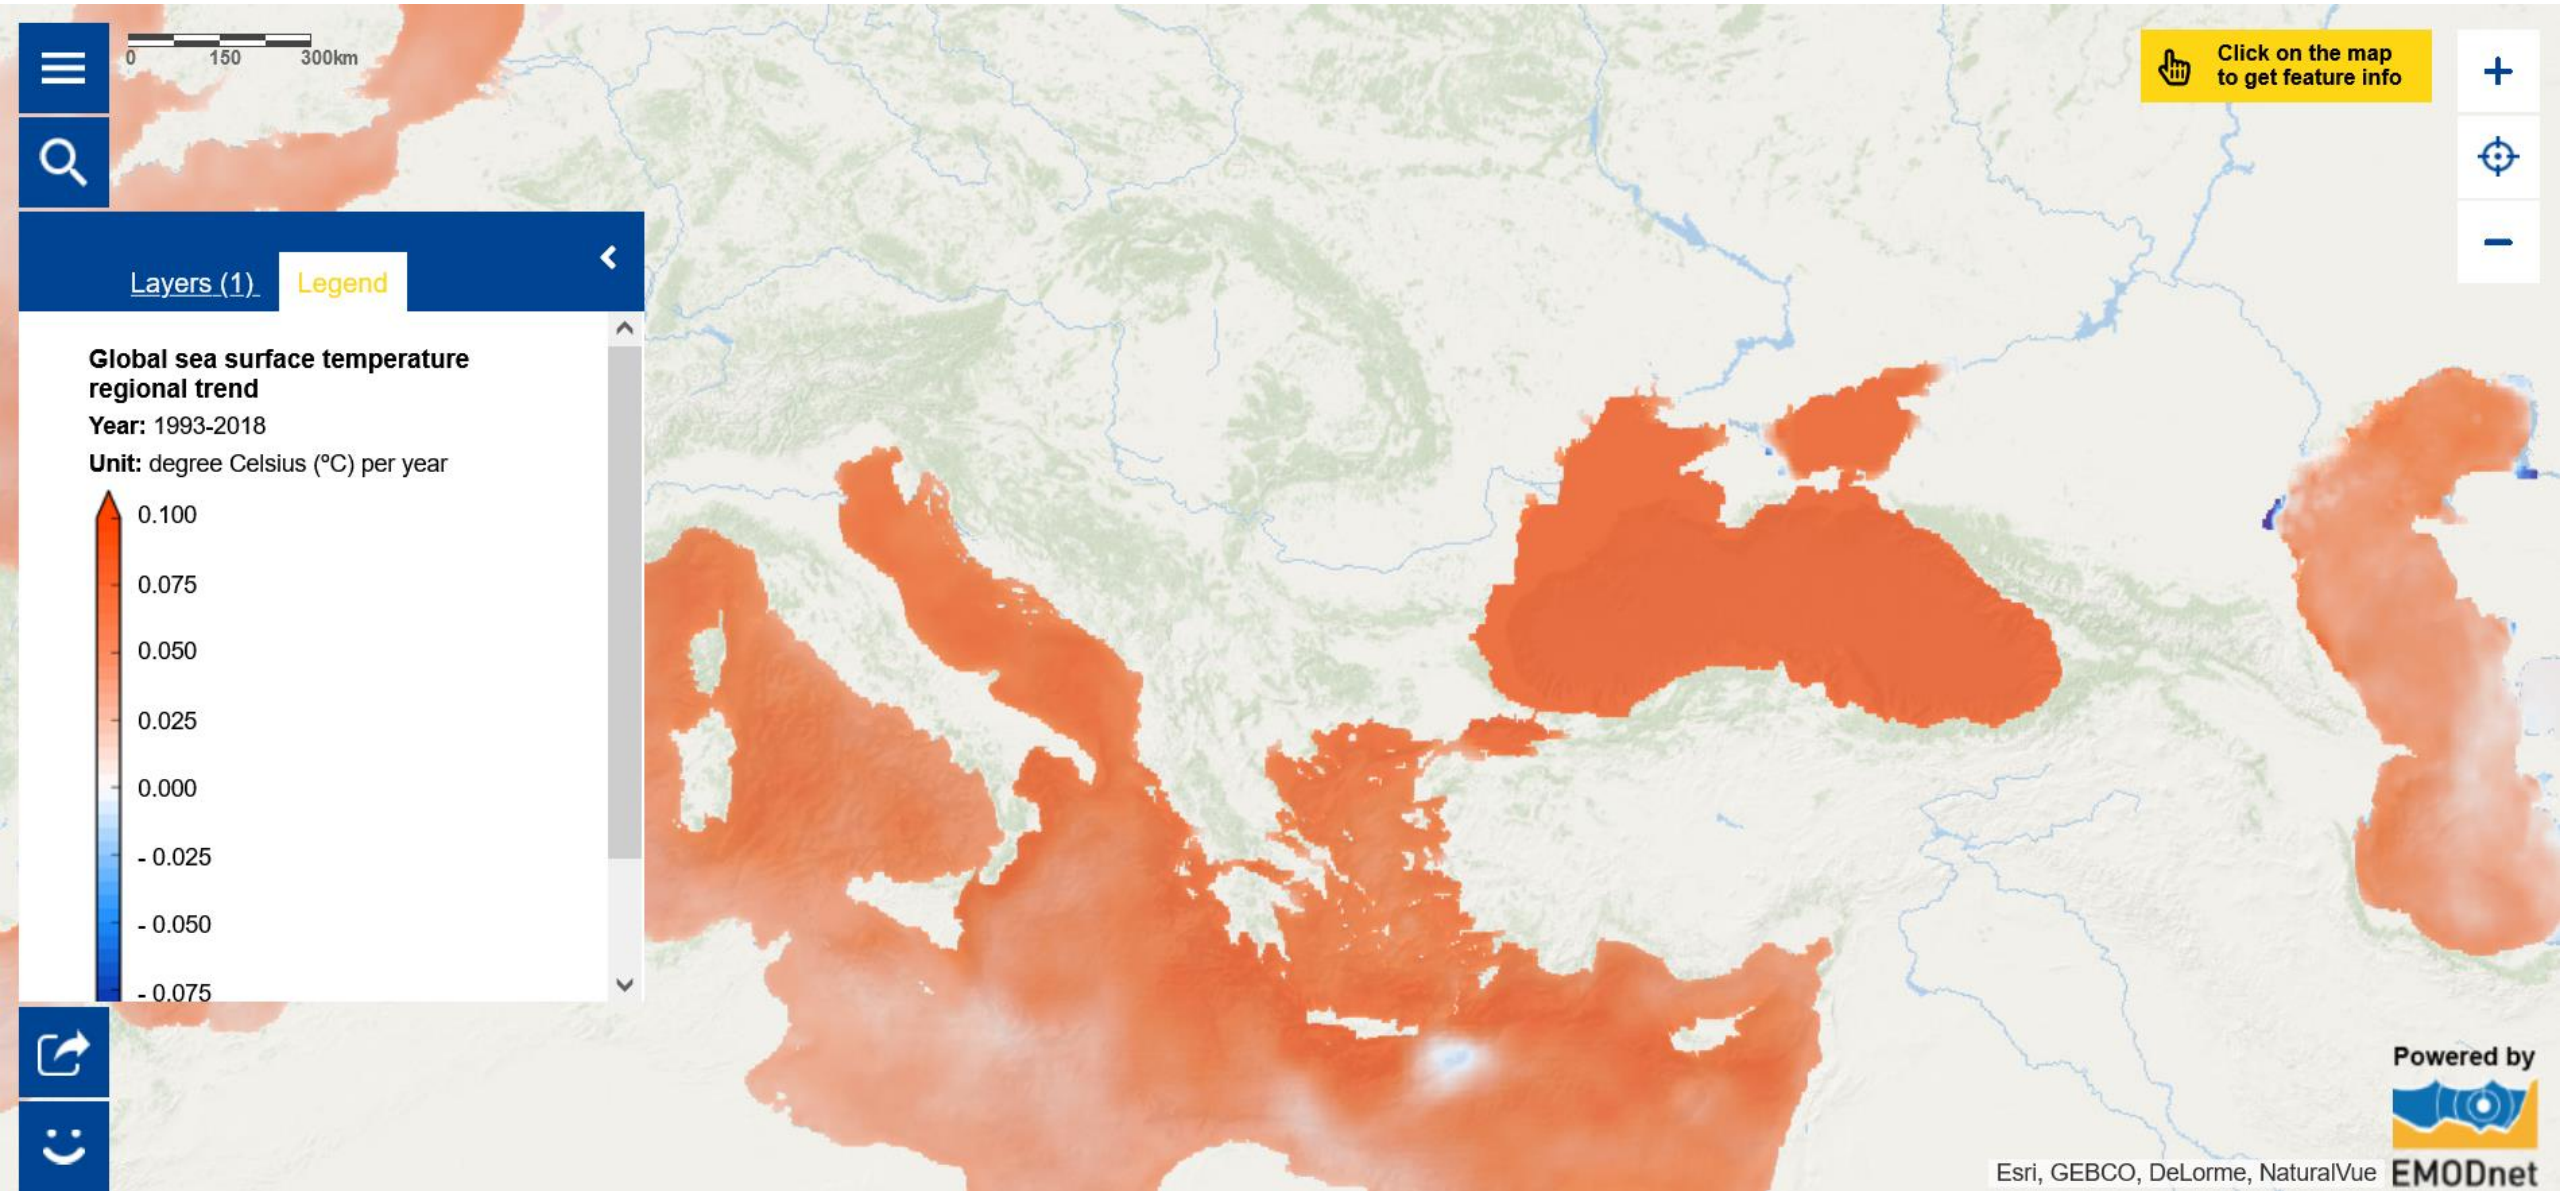 0 150 300km
Click on the map
to get feature info
+
−
Layers (1)
Legend
Global sea surface temperature
regional trend
Year: 1993-2018
Unit: degree Celsius (ºC) per year
0.100
0.075
0.050
0.025
0.000
- 0.025
- 0.050
- 0.075
Powered by
EMODnet
Esri, GEBCO, DeLorme, NaturalVue